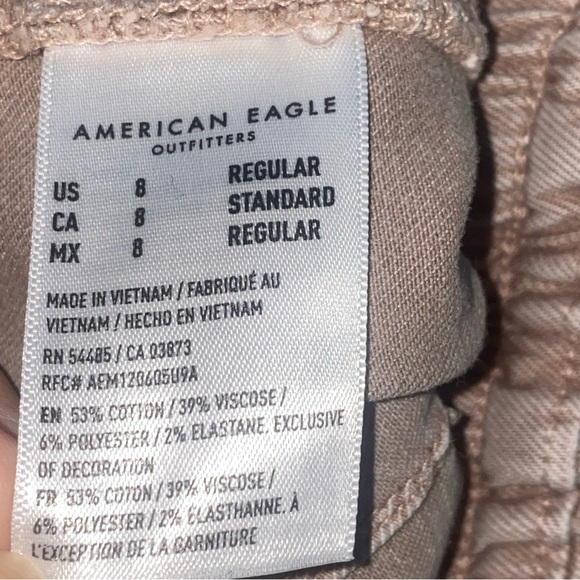 AMERICAN EAGLE
OUTFITTERS
US 8 REGULAR
CA 8 STANDARD
MX 8 REGULAR
MADE IN VIETNAM / FABRIQUÉ AU
VIETNAM / HECHO EN VIETNAM
RN 54485 / CA 03873
RFC# AEM120605U9A
EN 53% COTTON / 39% VISCOSE /
6% POLYESTER / 2% ELASTANE. EXCLUSIVE
OF DECORATION
FR 53% COTON / 39% VISCOSE /
6% POLYESTER / 2% ÉLASTHANNE. À
L'EXCEPTION DE LA GARNITURE